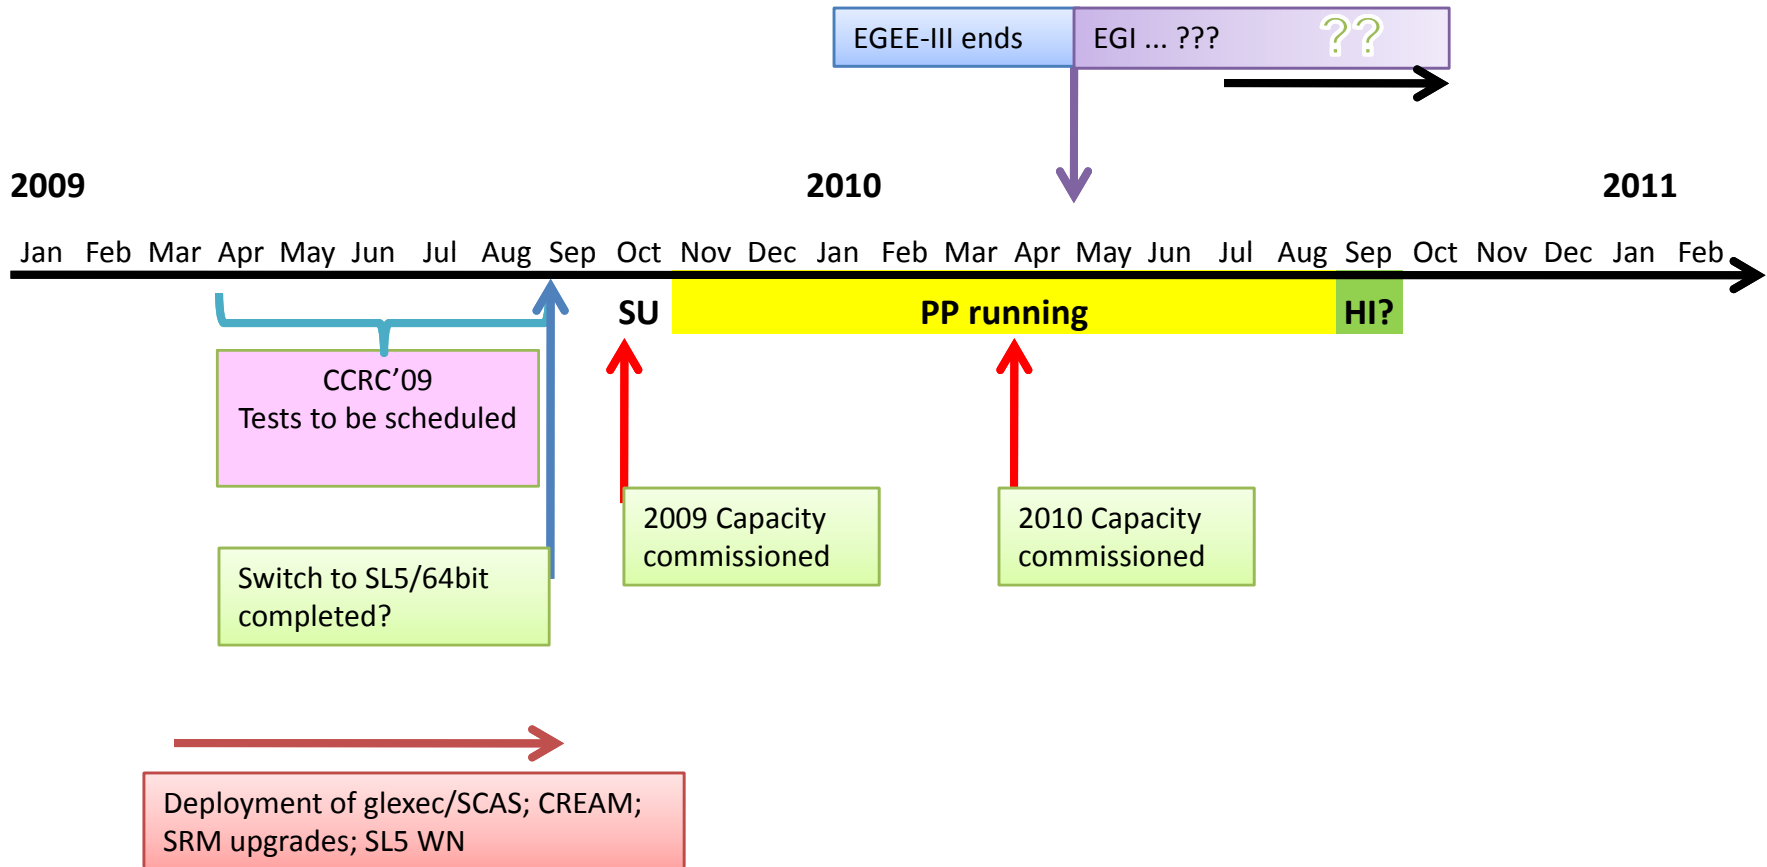 EGEE-III ends EGI ... ??? ??
2009 2010 2011
Jan Feb Mar Apr May Jun Jul Aug Sep Oct Nov Dec Jan Feb Mar Apr May Jun Jul Aug Sep Oct Nov Dec Jan Feb
SU PP running HI?
CCRC’09
Tests to be scheduled
2009 Capacity
commissioned
2010 Capacity
commissioned
Switch to SL5/64bit
completed?
Deployment of glexec/SCAS; CREAM;
SRM upgrades; SL5 WN